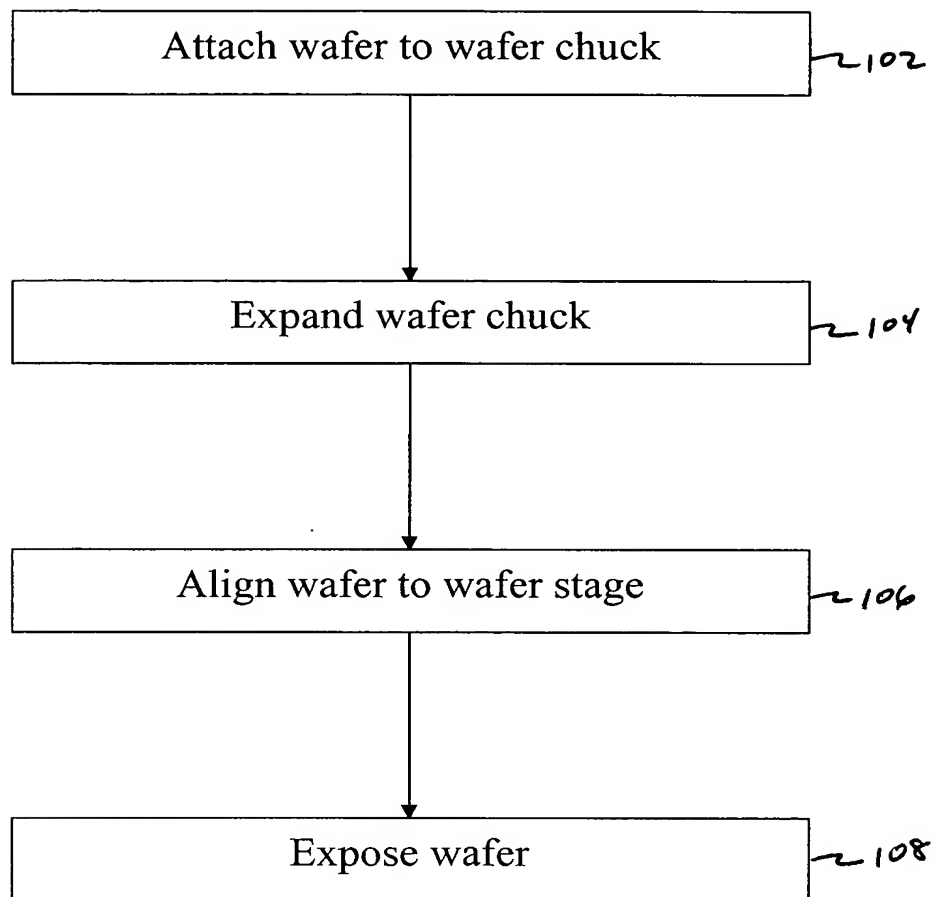 Attach wafer to wafer chuck 102
Expand wafer chuck 104
Align wafer to wafer stage 106
Expose wafer 108